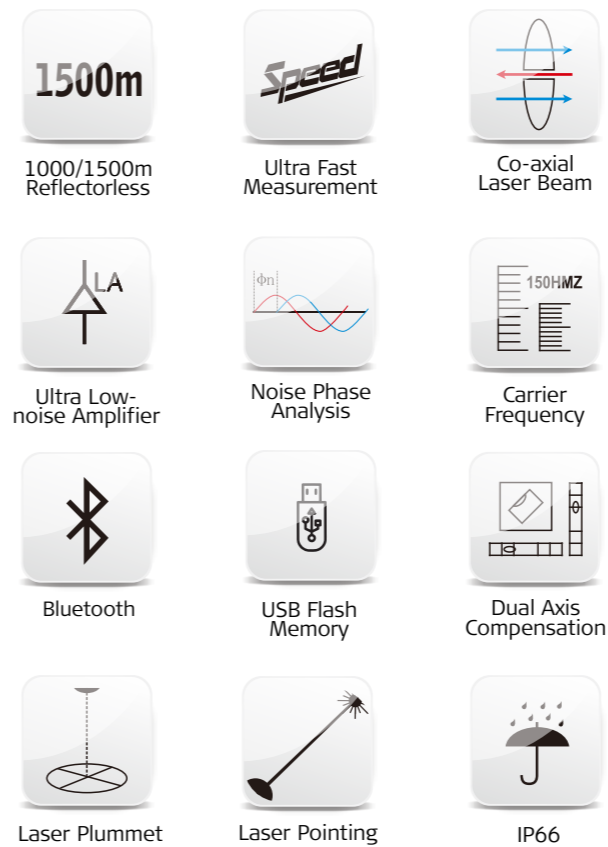 1500m
1000/1500m
Reflectorless
Speed
Ultra Fast
Measurement
Co-axial
Laser Beam
LA
Ultra Low-
noise Amplifier
ϕn
Noise Phase
Analysis
150HMZ
Carrier
Frequency
Bluetooth
USB Flash
Memory
Dual Axis
Compensation
Laser Plummet
Laser Pointing
IP66